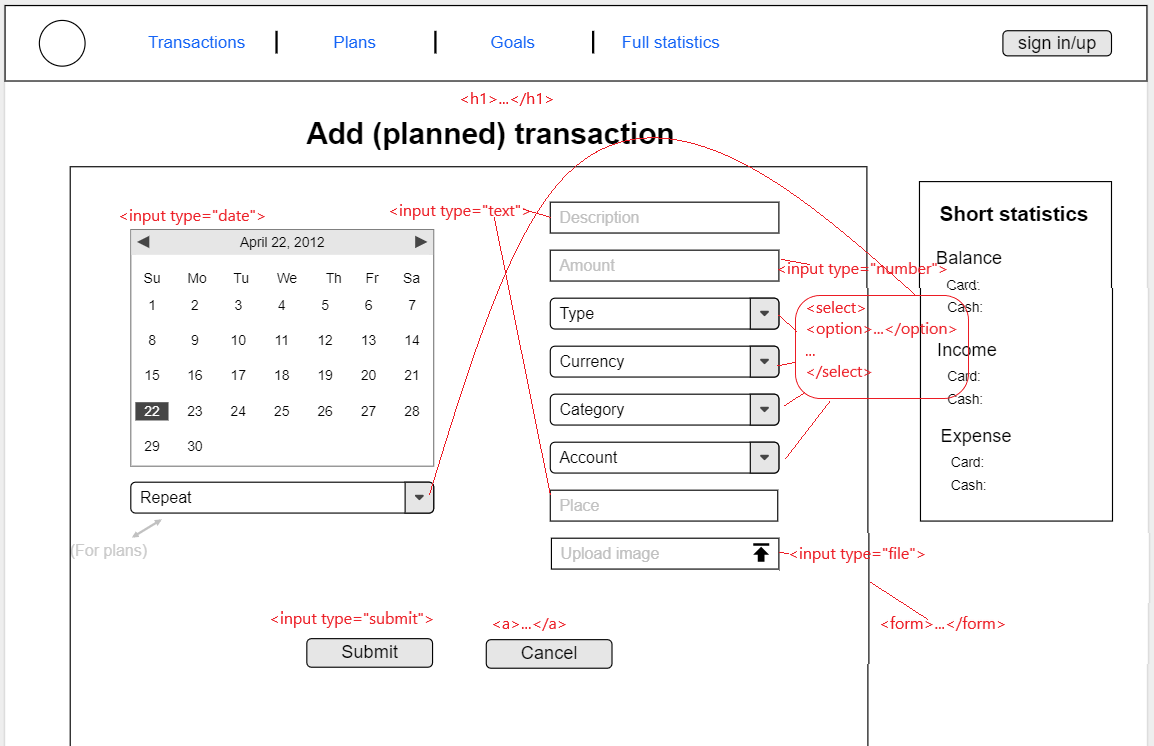 Transactions Plans Goals Full statistics sign in/up
<h1>...</h1>
Add (planned) transaction
<input type="date">
April 22, 2012
Su Mo Tu We Th Fr Sa
1 2 3 4 5 6 7
8 9 10 11 12 13 14
15 16 17 18 19 20 21
22 23 24 25 26 27 28
29 30
Repeat
(For plans)
<input type="text">
Description
Amount
<input type="number">
Type
Currency
Category
Account
<select>
<option>...</option>
...
</select>
Place
Upload image
<input type="file">
<form>...</form>
<input type="submit">
Submit
<a>...</a>
Cancel
Short statistics
Balance
Card:
Cash:
Income
Card:
Cash:
Expense
Card:
Cash: